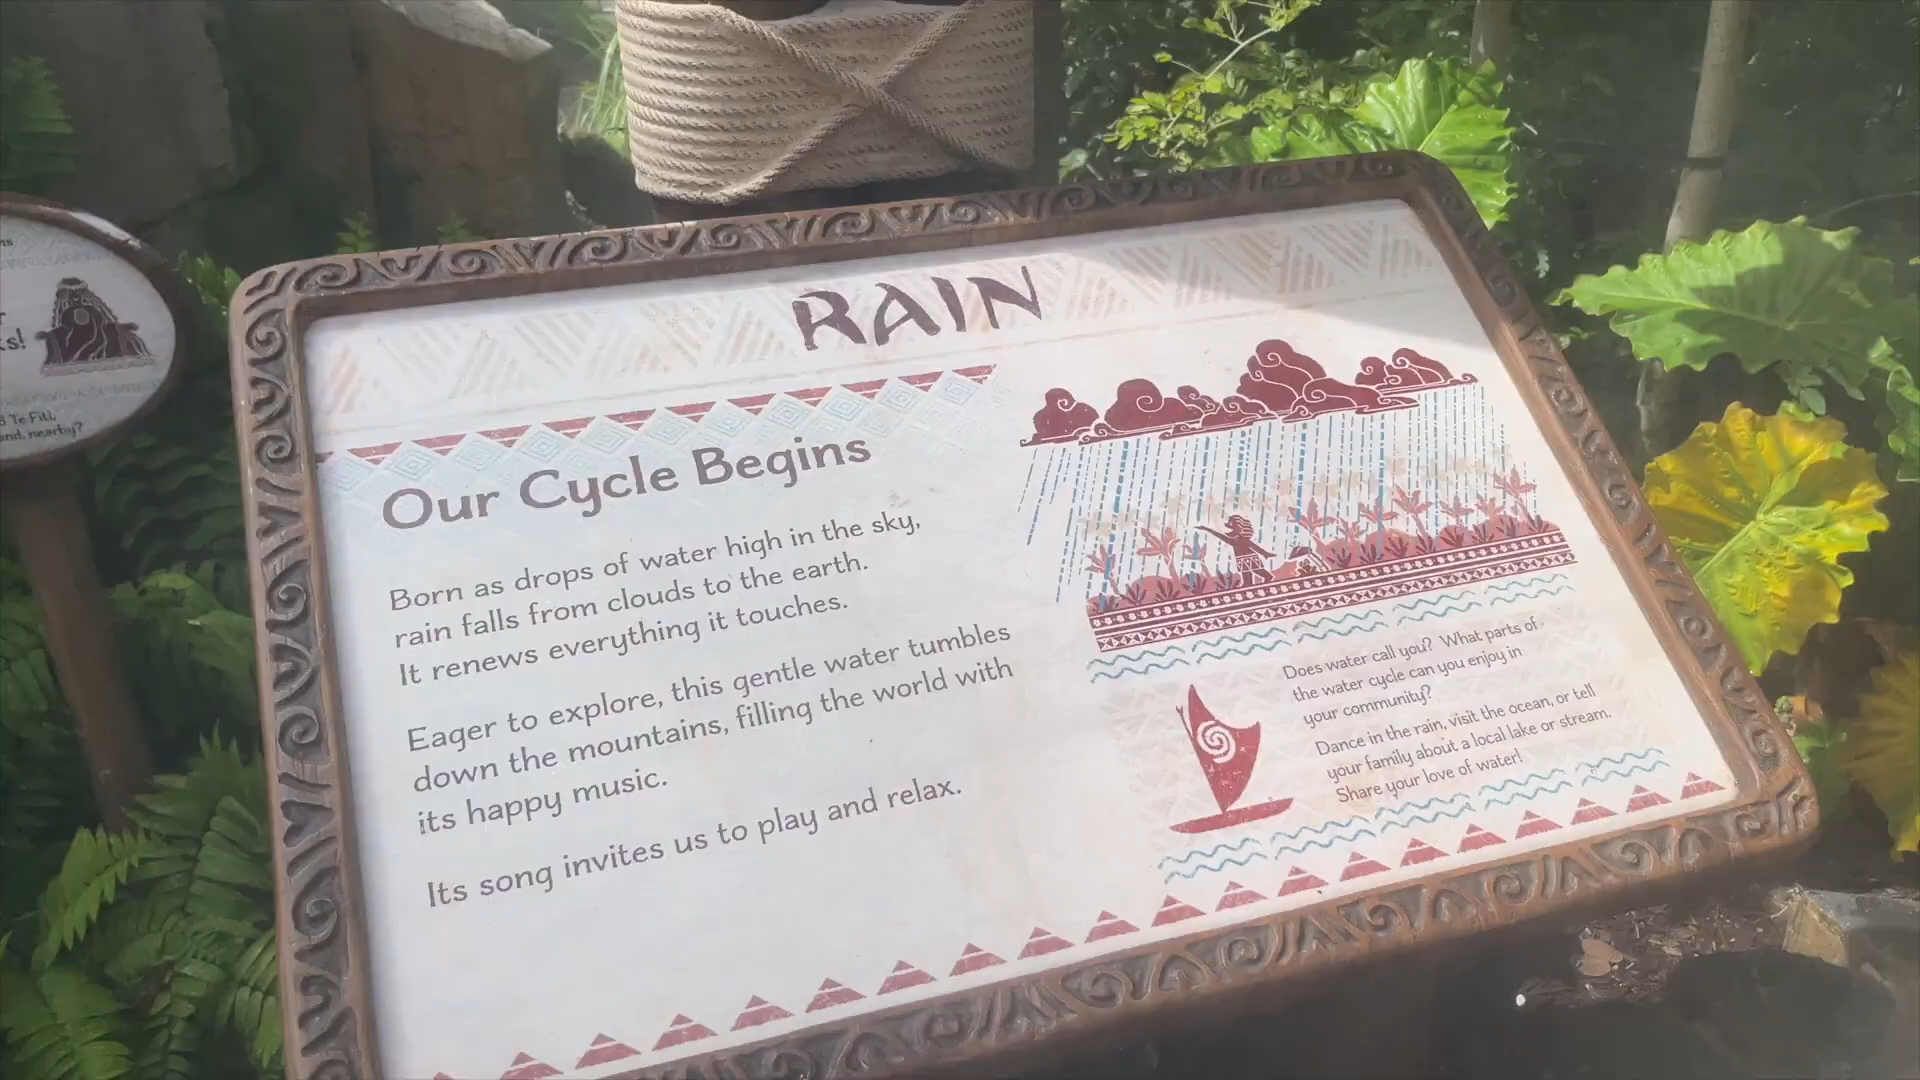 RAIN
Our Cycle Begins
Born as drops of water high in the sky,
rain falls from clouds to the earth.
It renews everything it touches.
Eager to explore, this gentle water tumbles
down the mountains, filling the world with
its happy music.
Its song invites us to play and relax.
Does water call you? What parts of
the water cycle can you enjoy in
your community?
Dance in the rain, visit the ocean, or tell
your family about a local lake or stream.
Share your love of water!
Te Fiti,
nearby?